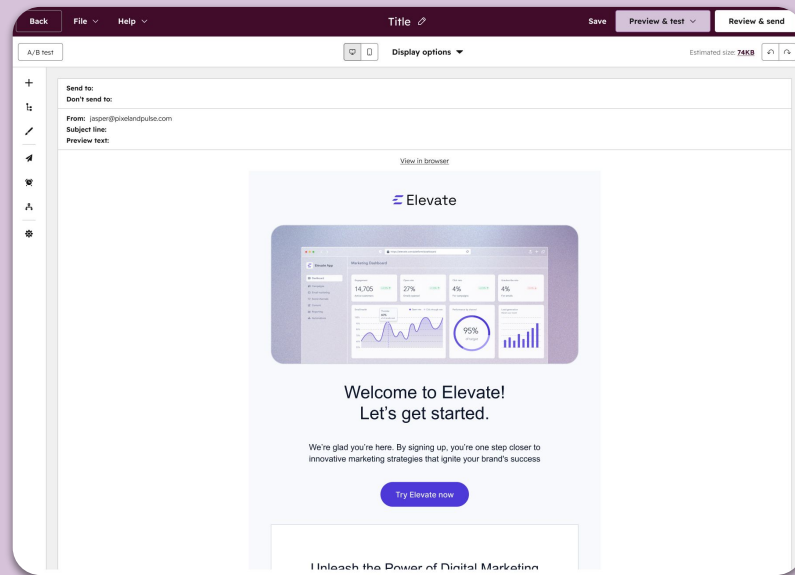 Back File Help Title Save Preview & test Review & send
A/B test Display options Estimated size: 74KB
Send to:
Don't send to:
From: jasper@pixelandpulse.com
Subject line:
Preview text:
View in browser
Elevate
Elevate App Marketing Dashboard
Dashboard
14,705 27% 4% 4%
95%
Welcome to Elevate!
Let's get started.
We're glad you're here. By signing up, you're one step closer to
innovative marketing strategies that ignite your brand's success
Try Elevate now
Unleash the Power of Digital Marketing